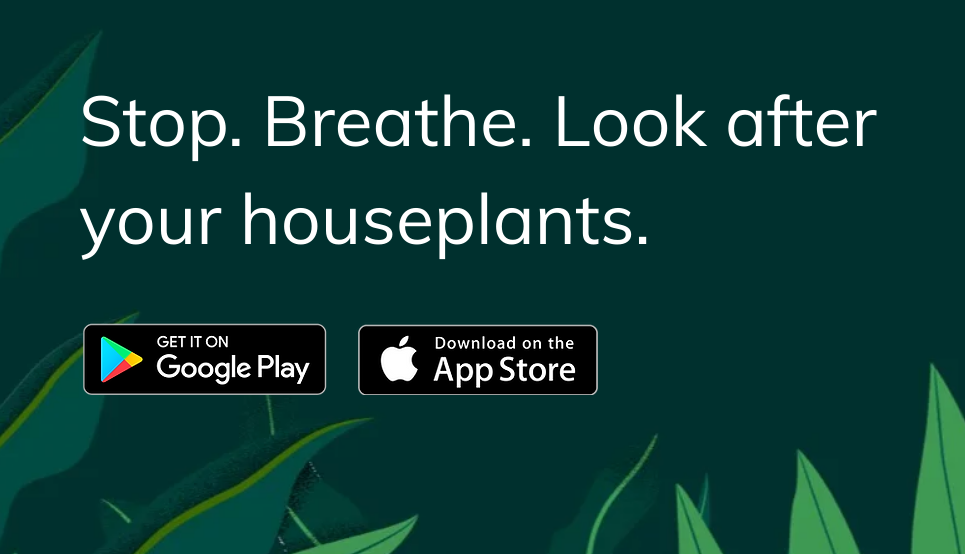 Stop. Breathe. Look after
your houseplants.
GET IT ON
Google Play
Download on the
App Store